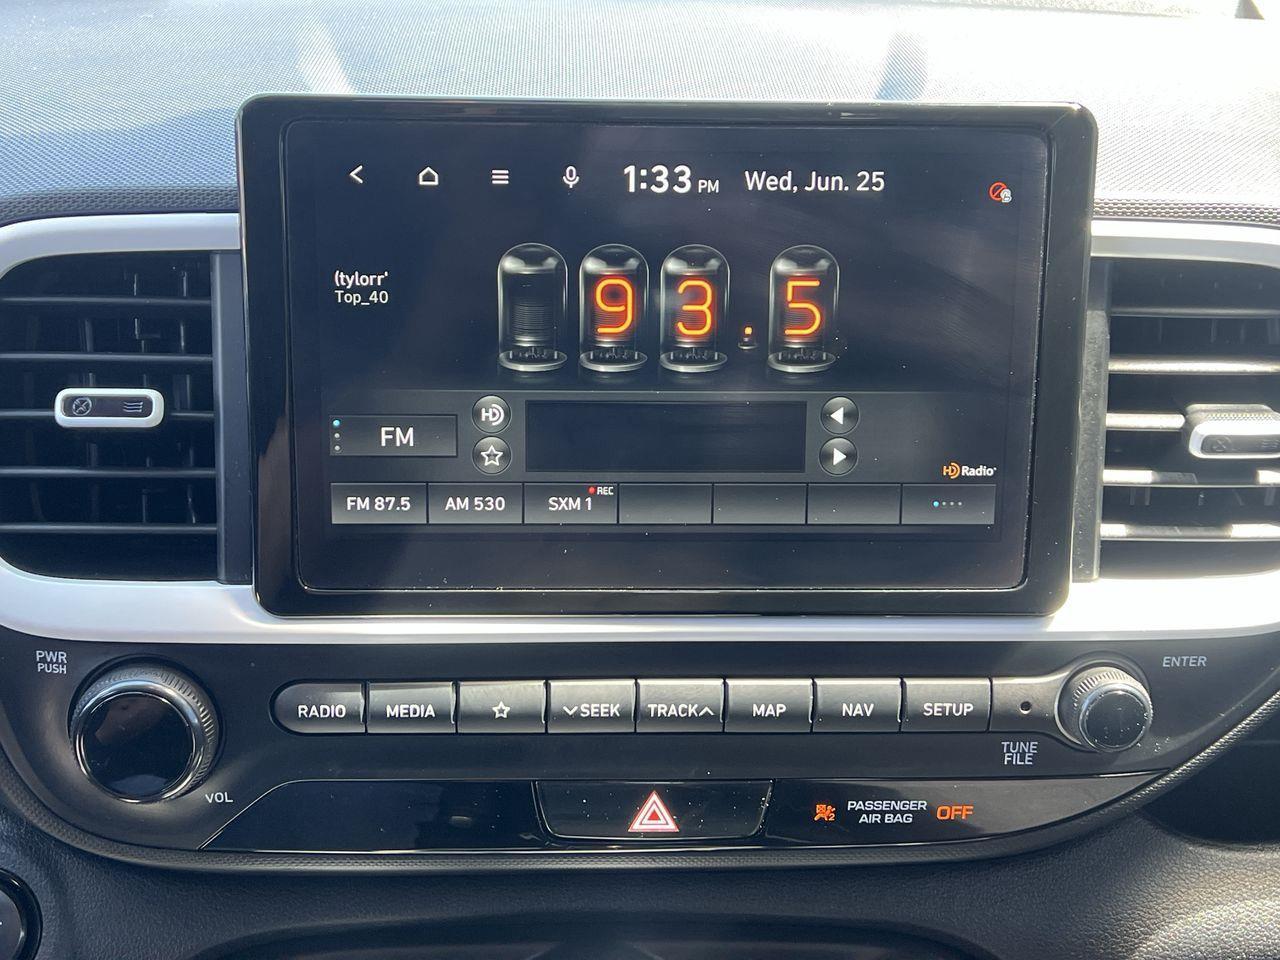 1:33 PM Wed, Jun. 25
(tylorr'
Top_40
93.5
HD
FM
HD Radio
FM 87.5 AM 530 SXM 1 REC
PWR
PUSH
ENTER
RADIO MEDIA SEEK TRACK MAP NAV SETUP
TUNE
FILE
VOL
PASSENGER
AIR BAG OFF